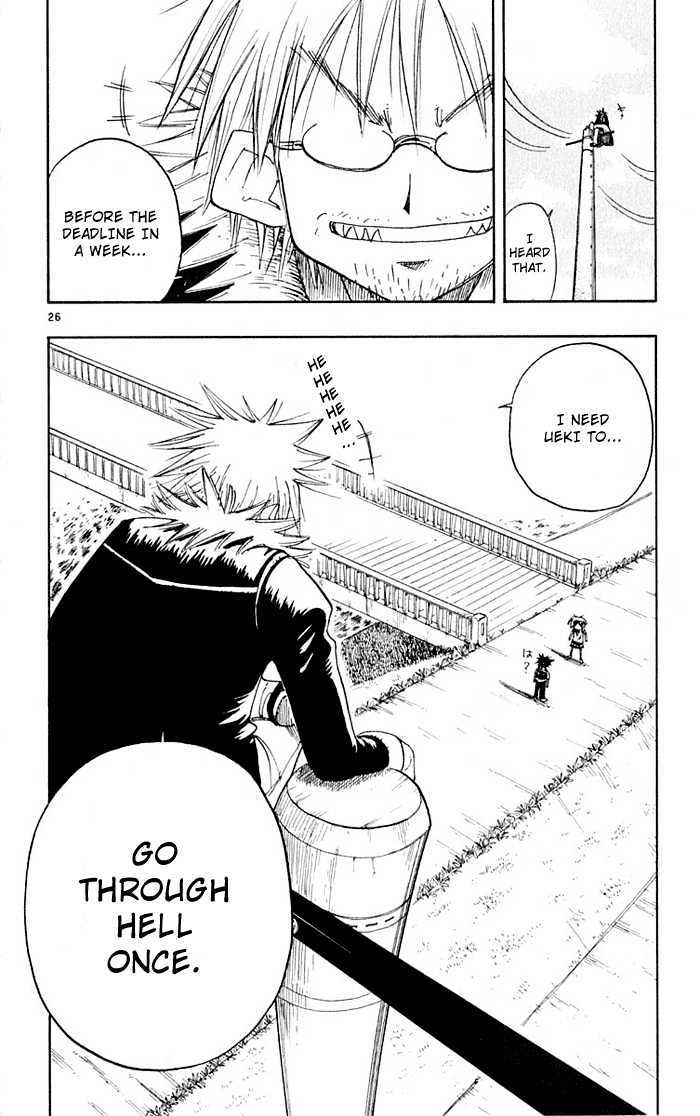 I
HEARD
THAT.
BEFORE THE
DEADLINE IN
A WEEK...
26
I NEED
UEKI TO...
HE
HE
HE
HE
HE
...
は?
GO
THROUGH
HELL
ONCE.